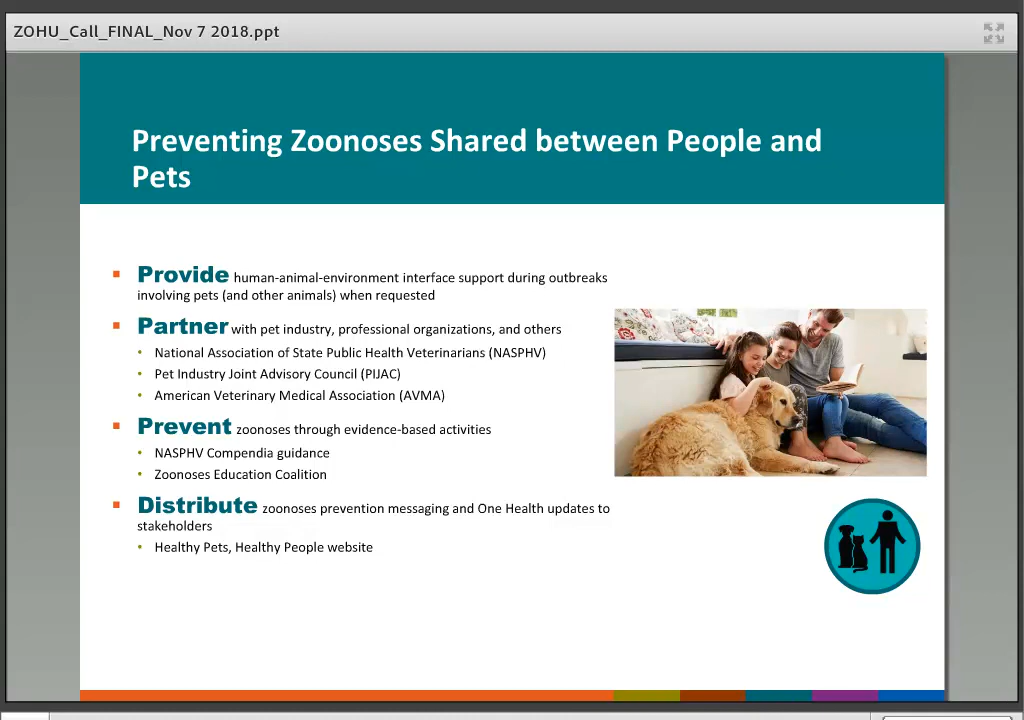 ZOHU_Call_FINAL_Nov 7 2018.ppt
Preventing Zoonoses Shared between People and
Pets
▪ Provide human-animal-environment interface support during outbreaks
involving pets (and other animals) when requested
▪ Partner with pet industry, professional organizations, and others
• National Association of State Public Health Veterinarians (NASPHV)
• Pet Industry Joint Advisory Council (PIJAC)
• American Veterinary Medical Association (AVMA)
▪ Prevent zoonoses through evidence-based activities
• NASPHV Compendia guidance
• Zoonoses Education Coalition
▪ Distribute zoonoses prevention messaging and One Health updates to
stakeholders
• Healthy Pets, Healthy People website